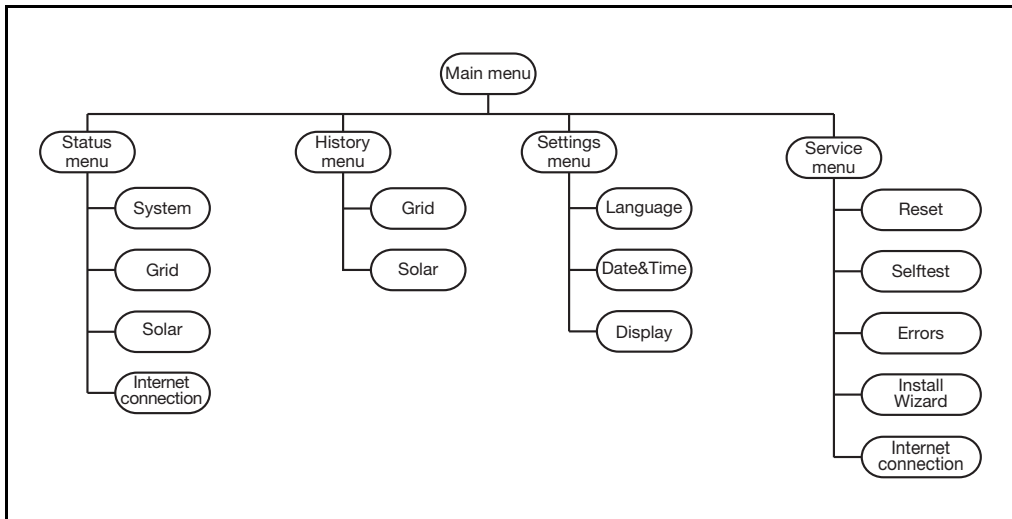 Main menu
Status
menu
System
Grid
Solar
Internet
connection
History
menu
Grid
Solar
Settings
menu
Language
Date&Time
Display
Service
menu
Reset
Selftest
Errors
Install
Wizard
Internet
connection